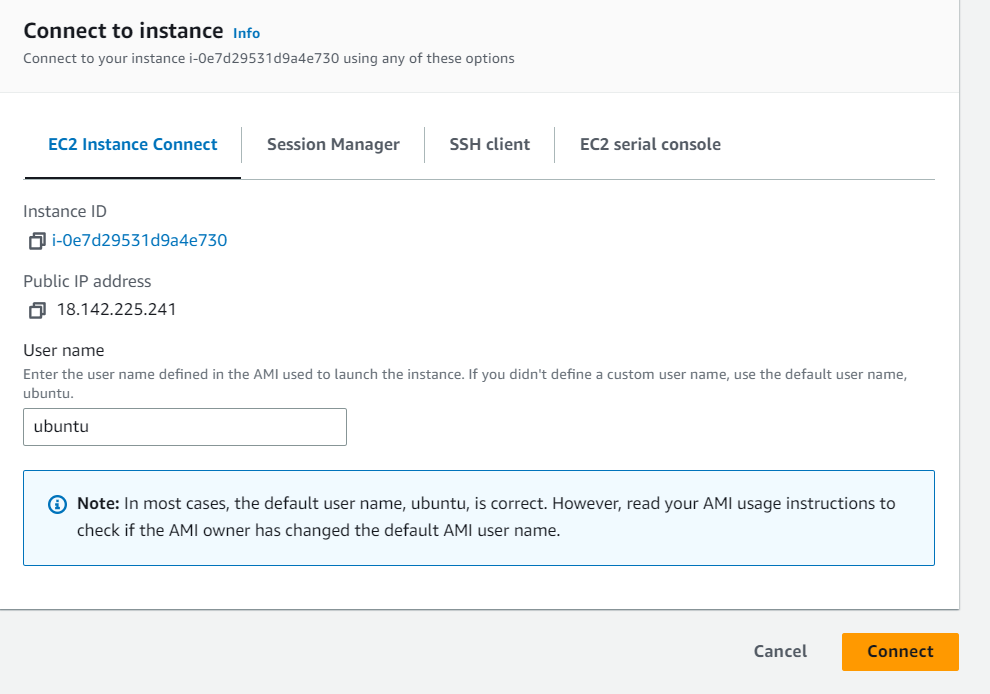 Connect to instance Info
Connect to your instance i-0e7d29531d9a4e730 using any of these options
EC2 Instance Connect Session Manager SSH client EC2 serial console
Instance ID
i-0e7d29531d9a4e730
Public IP address
18.142.225.241
User name
Enter the user name defined in the AMI used to launch the instance. If you didn't define a custom user name, use the default user name,
ubuntu.
ubuntu
Note: In most cases, the default user name, ubuntu, is correct. However, read your AMI usage instructions to
check if the AMI owner has changed the default AMI user name.
Cancel Connect